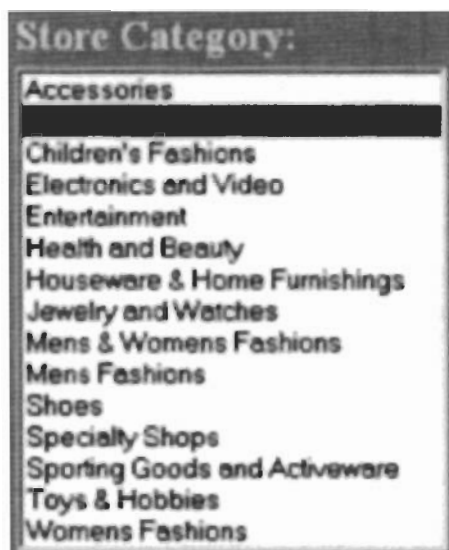 Store Category:
Accessories
Children's Fashions
Electronics and Video
Entertainment
Health and Beauty
Houseware & Home Furnishings
Jewelry and Watches
Mens & Womens Fashions
Mens Fashions
Shoes
Specialty Shops
Sporting Goods and Activeware
Toys & Hobbies
Womens Fashions